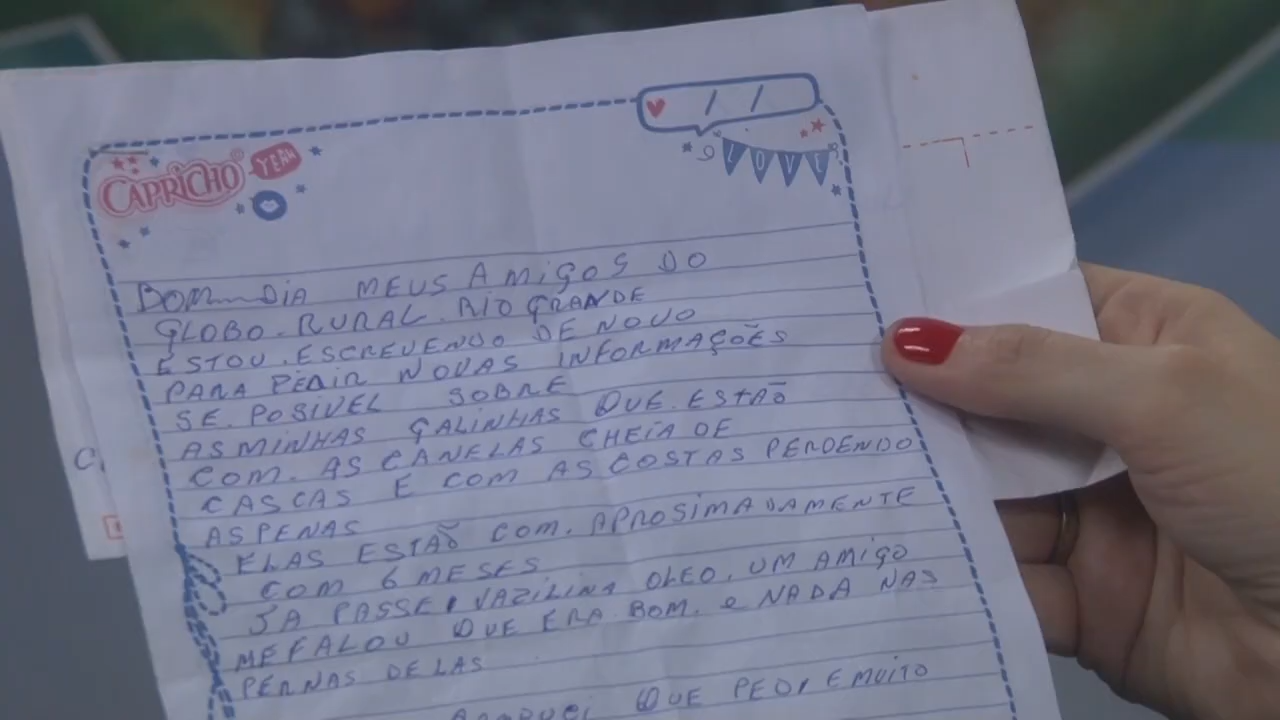 CAPRICHO YEAH
/ /
LOVE
BOM DIA MEUS AMIGOS DO
GLOBO.RURAL.RIO GRANDE
ESTOU.ESCREVENDO DE NOVO
PARA PEDIR NOVAS INFORMAÇÕES
SE.POSIVEL SOBRE
AS MINHAS GALINHAS QUE.ESTÃO
COM.AS CANELAS CHEIA DE
CASCAS E COM AS COSTAS PERDENDO
AS PENAS
ELAS ESTÃO COM.APROSIMADAMENTE
COM 6 MESES
JA PASSEI VAZILINA OLEO.UM AMIGO
ME FALOU QUE ERA BOM.e NADA NAS
PERNAS DE LAS
QUE PEDI E MUITO
C